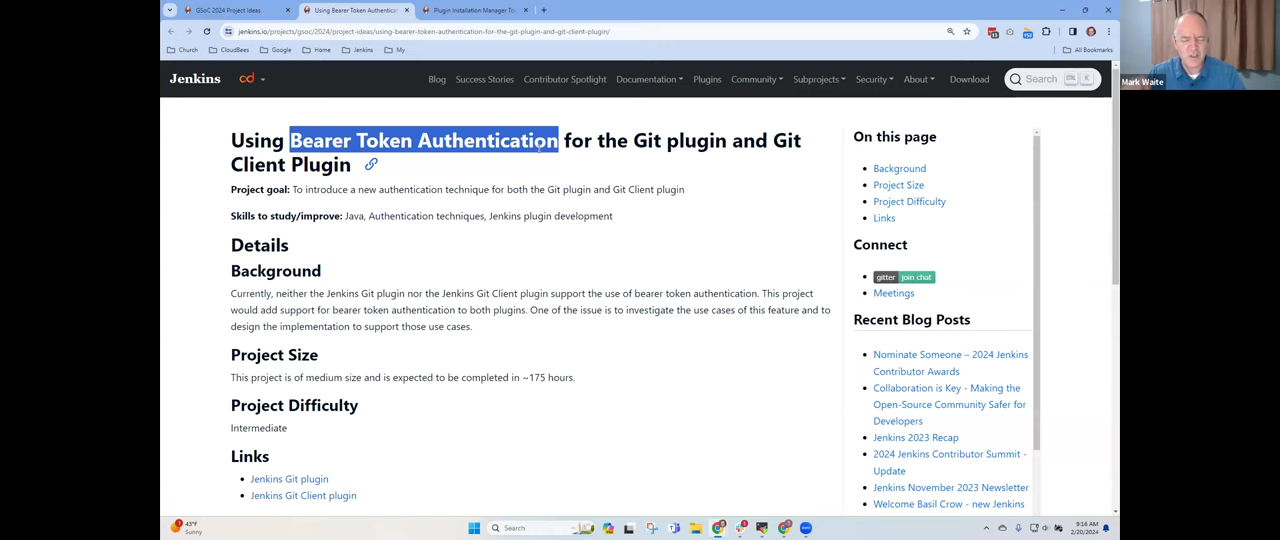 GSoC 2024 Project Ideas
Using Bearer Token Authenticat
Plugin Installation Manager To
jenkins.io/projects/gsoc/2024/project-ideas/using-bearer-token-authentication-for-the-git-plugin-and-git-client-plugin/
Church
CloudBees
Google
Home
Jenkins
My
All Bookmarks
Jenkins
cd
Blog
Success Stories
Contributor Spotlight
Documentation
Plugins
Community
Subprojects
Security
About
Download
Search
CTRL K
Mark Waite
Using Bearer Token Authentication for the Git plugin and Git
Client Plugin
Project goal: To introduce a new authentication technique for both the Git plugin and Git Client plugin
Skills to study/improve: Java, Authentication techniques, Jenkins plugin development
Details
Background
Currently, neither the Jenkins Git plugin nor the Jenkins Git Client plugin support the use of bearer token authentication. This project
would add support for bearer token authentication to both plugins. One of the issue is to investigate the use cases of this feature and to
design the implementation to support those use cases.
Project Size
This project is of medium size and is expected to be completed in ~175 hours.
Project Difficulty
Intermediate
Links
Jenkins Git plugin
Jenkins Git Client plugin
On this page
Background
Project Size
Project Difficulty
Links
Connect
gitter join chat
Meetings
Recent Blog Posts
Nominate Someone – 2024 Jenkins
Contributor Awards
Collaboration is Key - Making the
Open-Source Community Safer for
Developers
Jenkins 2023 Recap
2024 Jenkins Contributor Summit -
Update
Jenkins November 2023 Newsletter
Welcome Basil Crow - new Jenkins
43°F
Sunny
Search
9:16 AM
2/20/2024